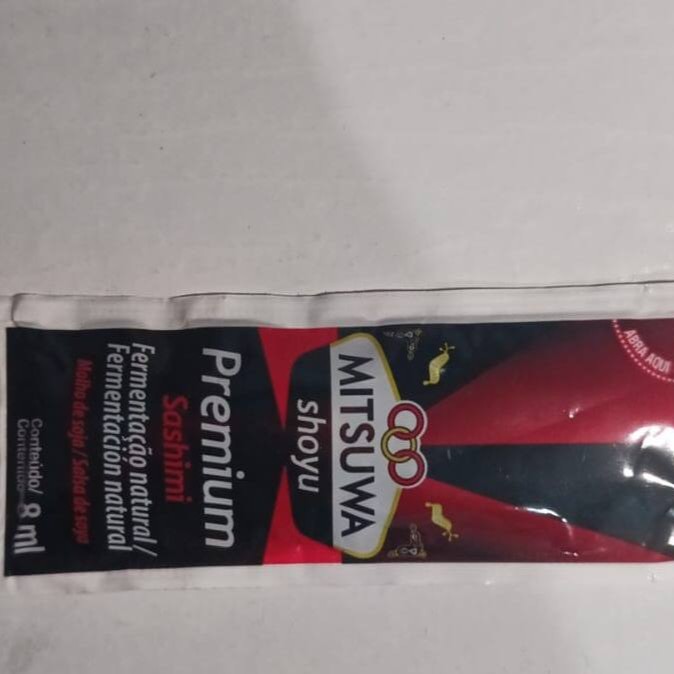 ABRA AQUI
MITSUWA
shoyu
Premium
Sashimi
Fermentação natural/
Fermentación natural
Molho de soja / Salsa de soya
Conteúdo/
Contenido
8 ml